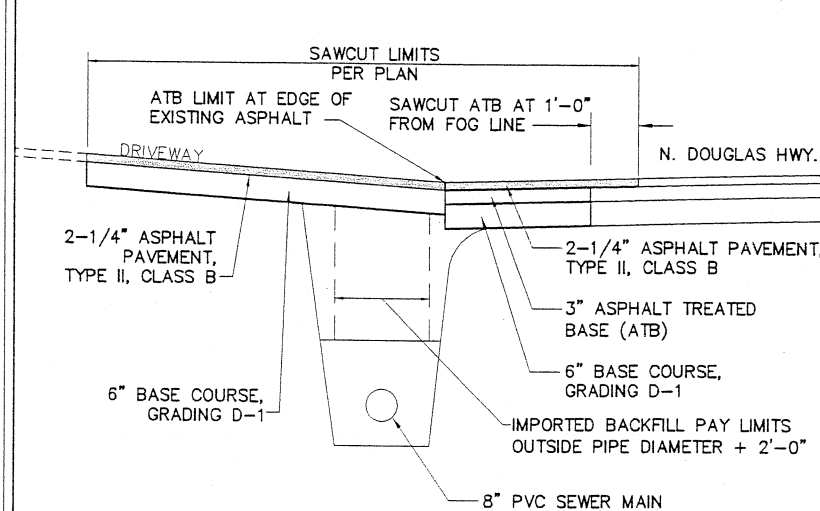 SAWCUT LIMITS
PER PLAN
ATB LIMIT AT EDGE OF
EXISTING ASPHALT
SAWCUT ATB AT 1'-0"
FROM FOG LINE
DRIVEWAY
N. DOUGLAS HWY.
2-1/4" ASPHALT
PAVEMENT,
TYPE II, CLASS B
2-1/4" ASPHALT PAVEMENT,
TYPE II, CLASS B
3" ASPHALT TREATED
BASE (ATB)
6" BASE COURSE,
GRADING D-1
6" BASE COURSE,
GRADING D-1
IMPORTED BACKFILL PAY LIMITS
OUTSIDE PIPE DIAMETER + 2'-0"
8" PVC SEWER MAIN